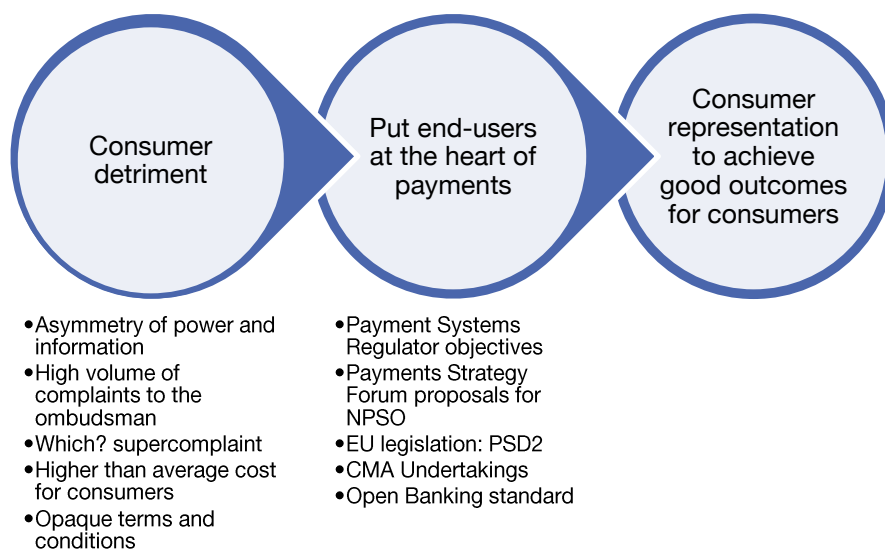 Consumer
detriment
Put end-users
at the heart of
payments
Consumer
representation
to achieve
good outcomes
for consumers
•Asymmetry of power and
information
•High volume of
complaints to the
ombudsman
•Which? supercomplaint
•Higher than average cost
for consumers
•Opaque terms and
conditions
•Payment Systems
Regulator objectives
•Payments Strategy
Forum proposals for
NPSO
•EU legislation: PSD2
•CMA Undertakings
•Open Banking standard